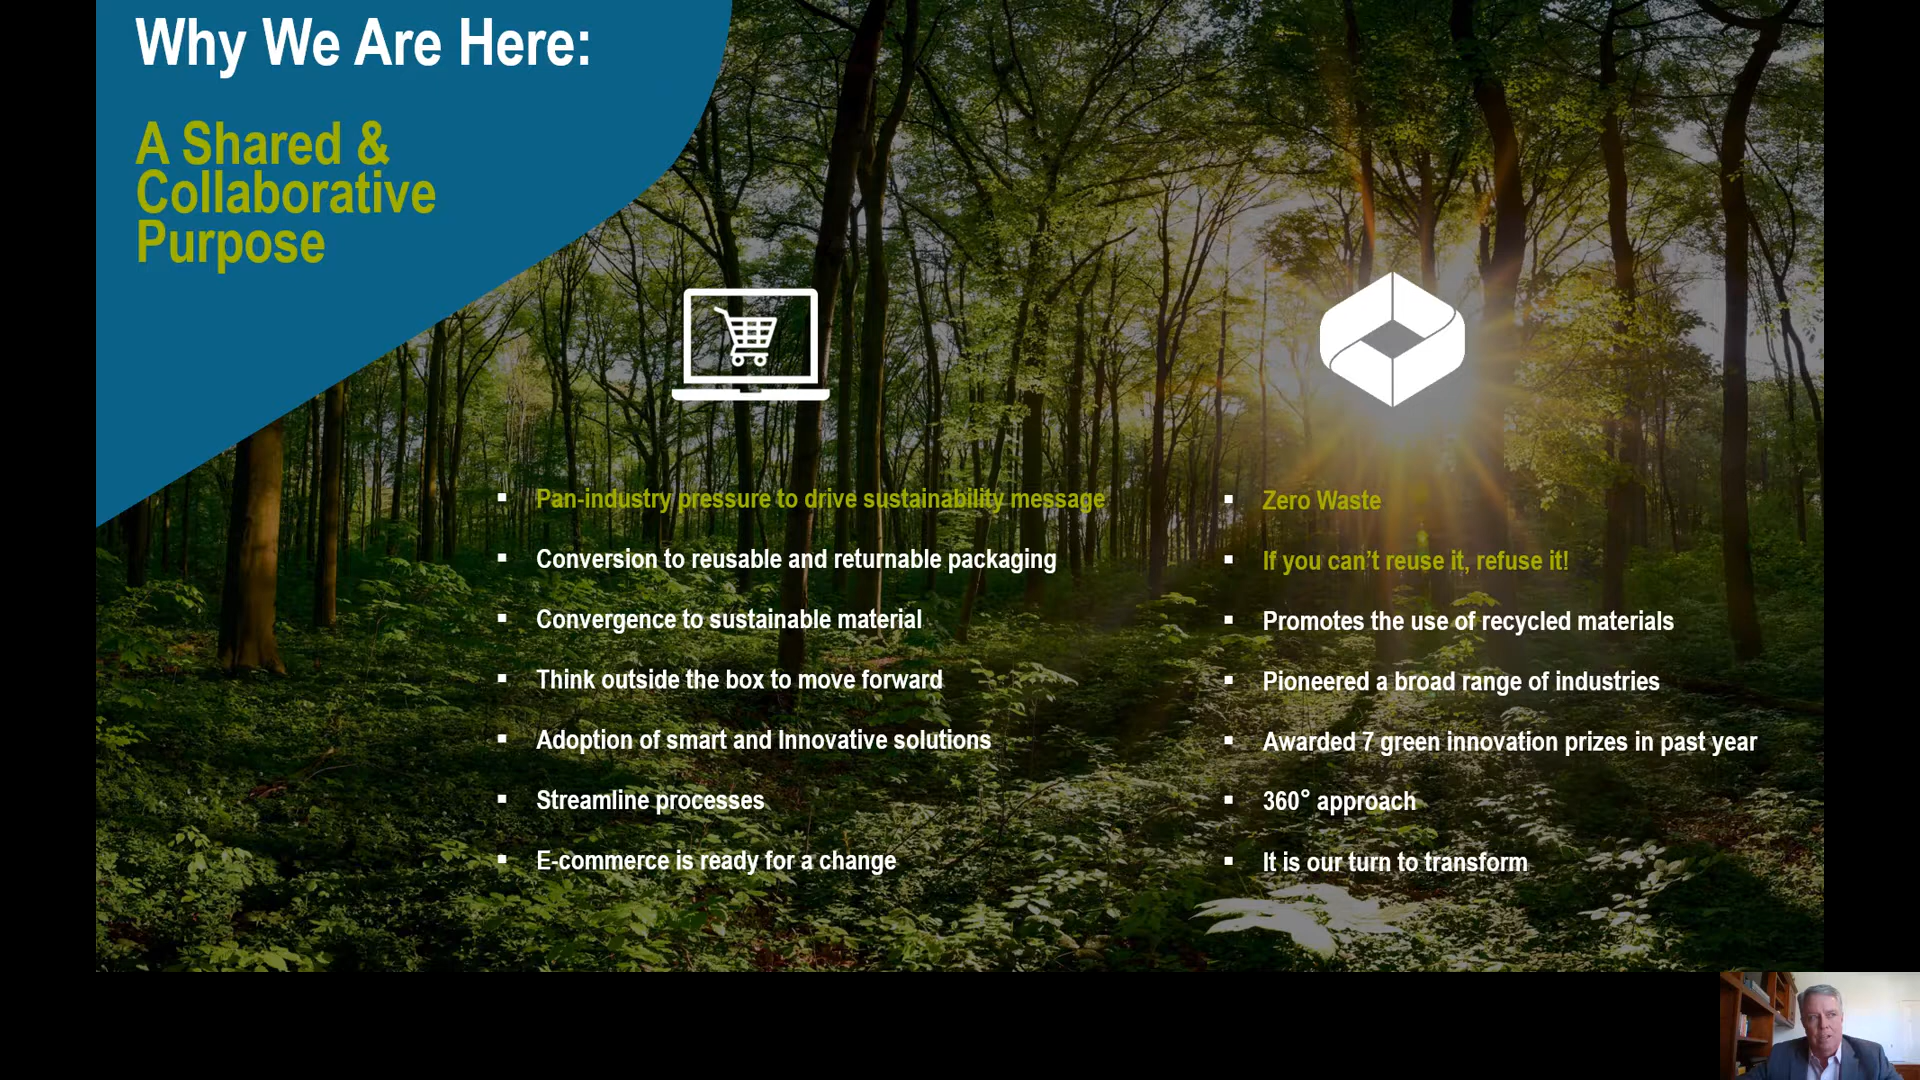 Why We Are Here:
A Shared &
Collaborative
Purpose
Pan-industry pressure to drive sustainability message
Conversion to reusable and returnable packaging
Convergence to sustainable material
Think outside the box to move forward
Adoption of smart and Innovative solutions
Streamline processes
E-commerce is ready for a change
Zero Waste
If you can’t reuse it, refuse it!
Promotes the use of recycled materials
Pioneered a broad range of industries
Awarded 7 green innovation prizes in past year
360° approach
It is our turn to transform